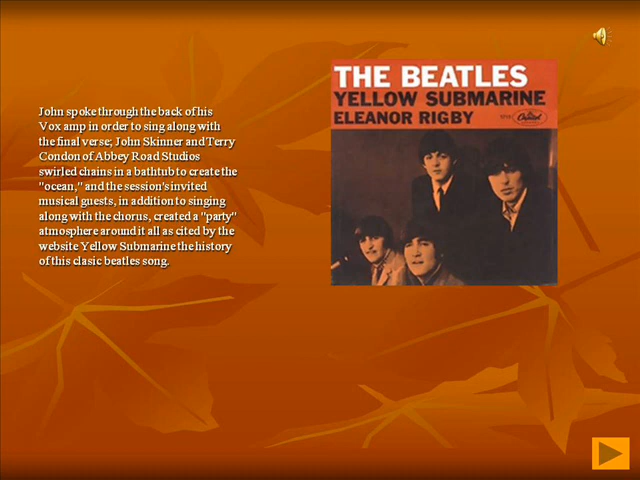 John spoke through the back of his
Vox amp in order to sing along with
the final verse; John Skinner and Terry
Condon of Abbey Road Studios
swirled chains in a bathtub to create the
"ocean," and the session's invited
musical guests, in addition to singing
along with the chorus, created a "party"
atmosphere around it all as cited by the
website Yellow Submarine the history
of this clasic beatles song.
THE BEATLES
YELLOW SUBMARINE
ELEANOR RIGBY
Capitol